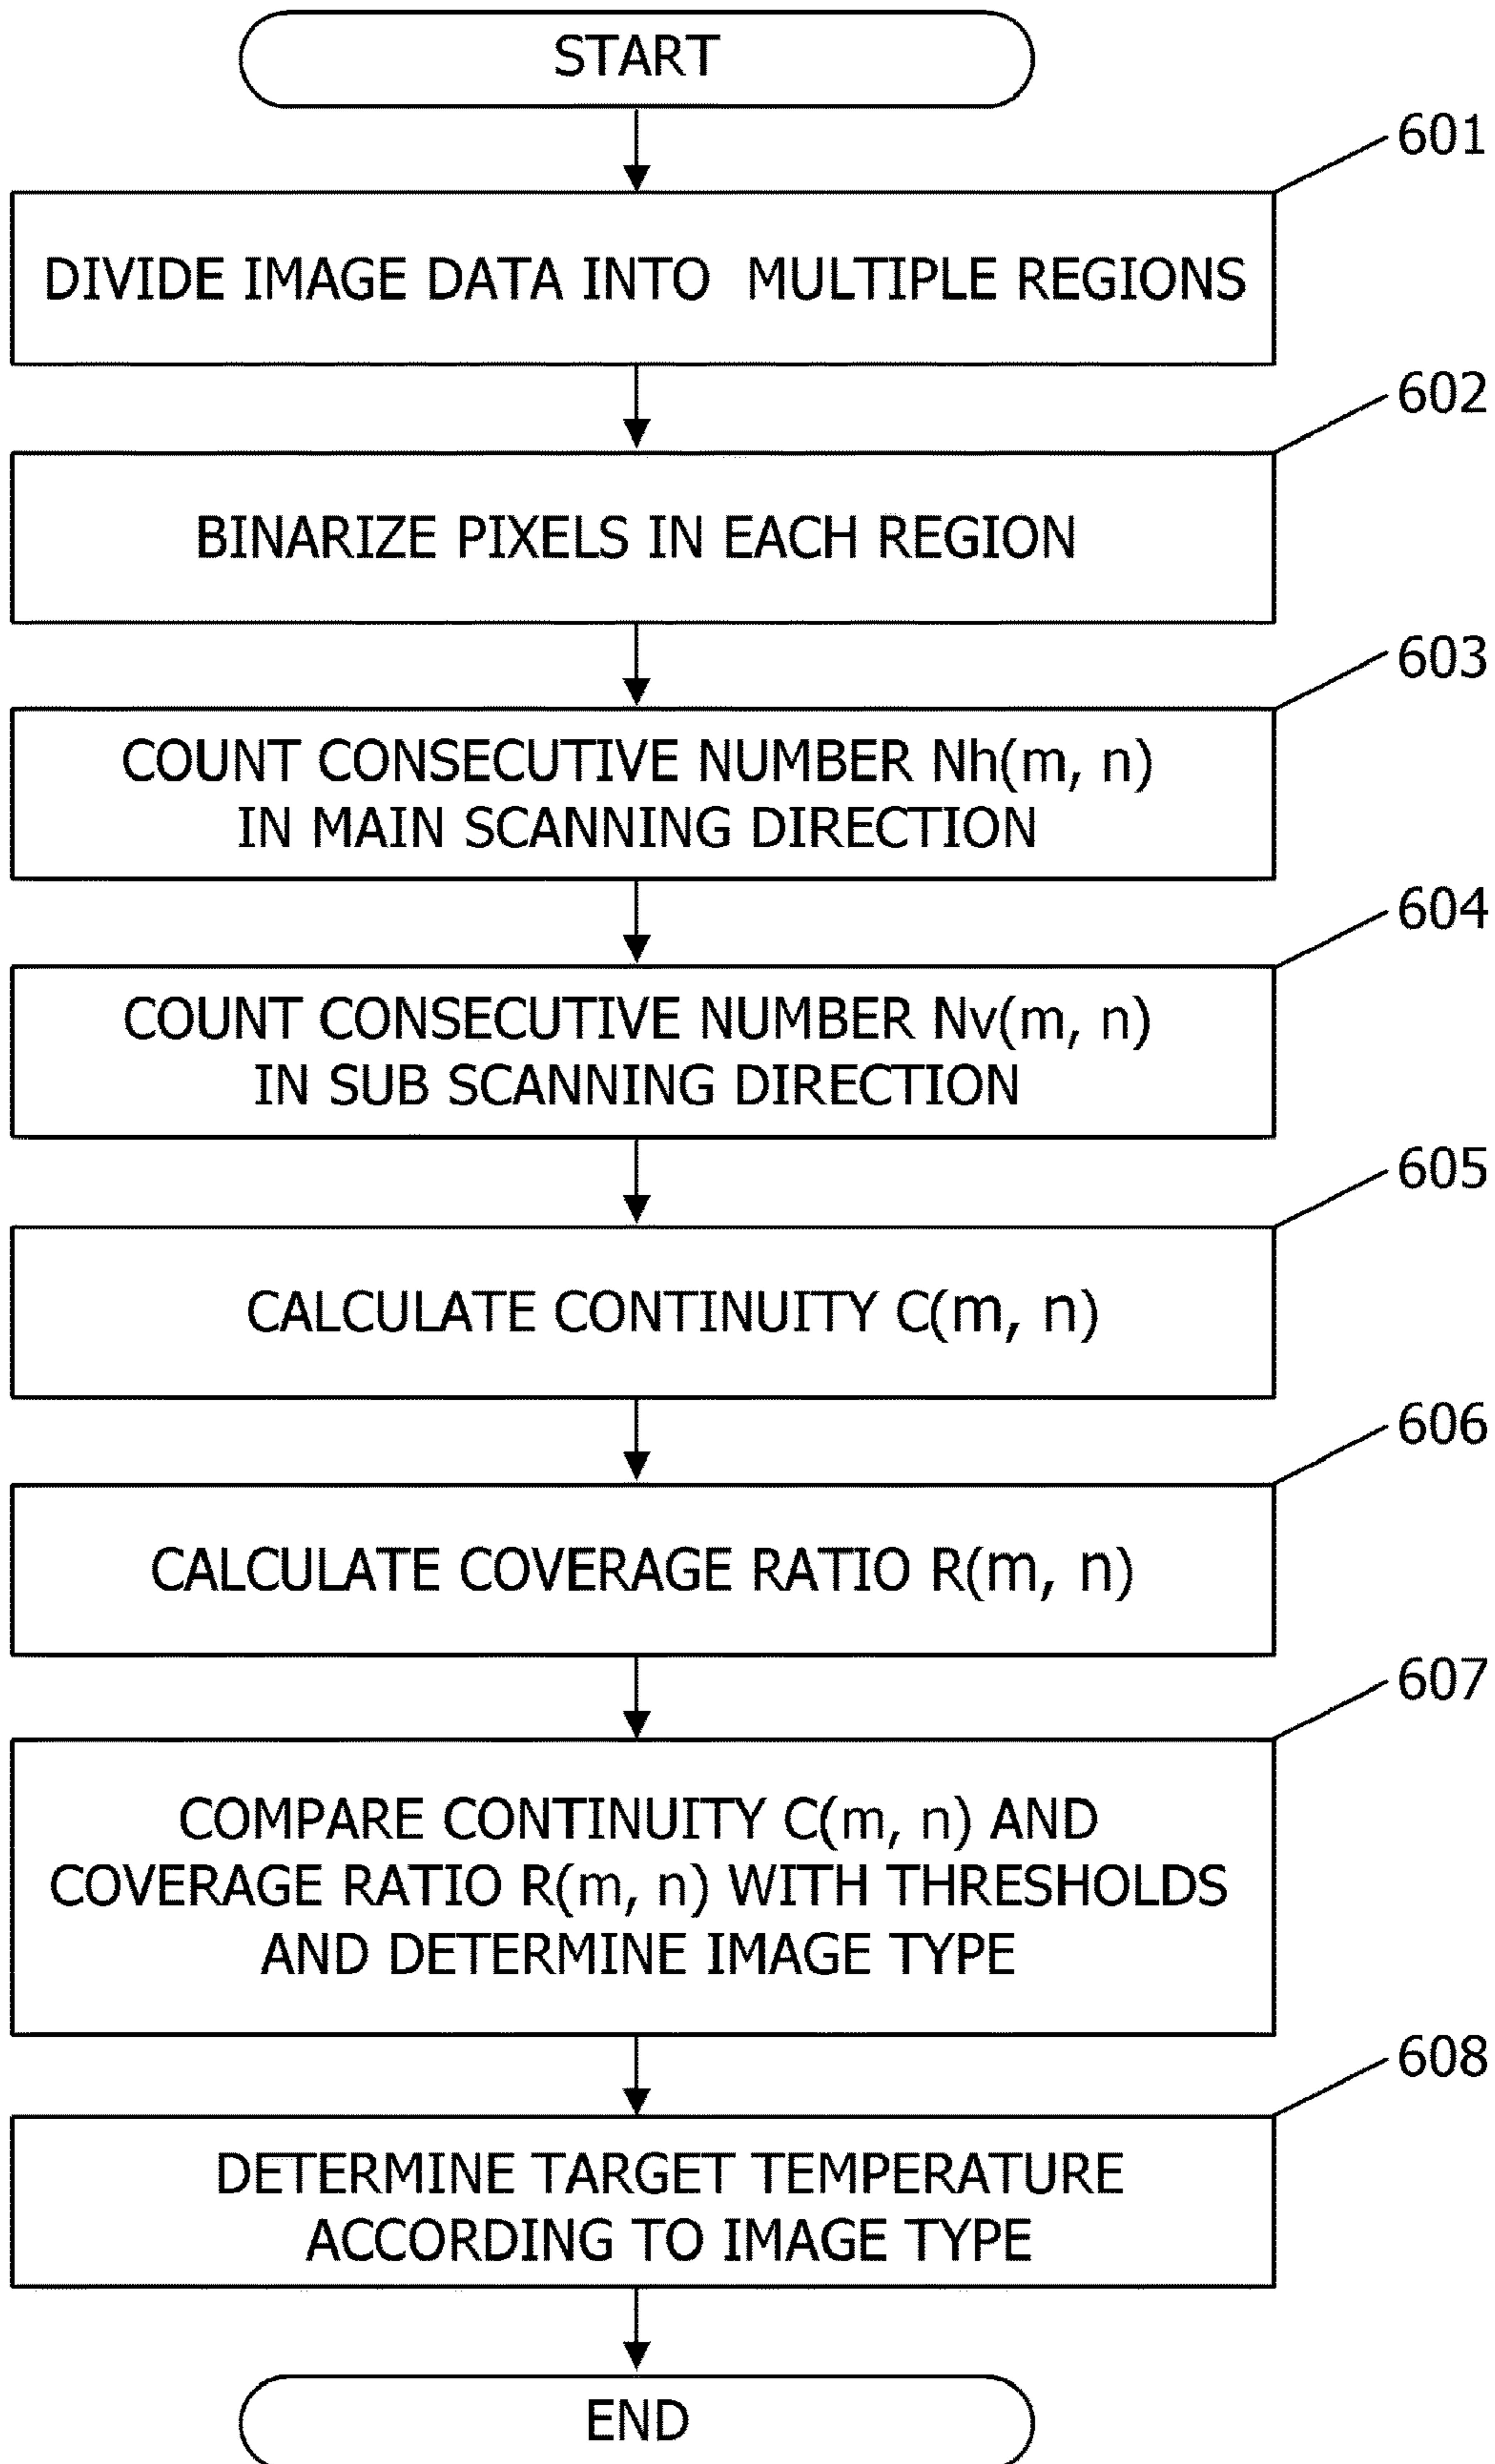 START
601
DIVIDE IMAGE DATA INTO MULTIPLE REGIONS
602
BINARIZE PIXELS IN EACH REGION
603
COUNT CONSECUTIVE NUMBER Nh(m, n)
IN MAIN SCANNING DIRECTION
604
COUNT CONSECUTIVE NUMBER Nv(m, n)
IN SUB SCANNING DIRECTION
605
CALCULATE CONTINUITY C(m, n)
606
CALCULATE COVERAGE RATIO R(m, n)
607
COMPARE CONTINUITY C(m, n) AND
COVERAGE RATIO R(m, n) WITH THRESHOLDS
AND DETERMINE IMAGE TYPE
608
DETERMINE TARGET TEMPERATURE
ACCORDING TO IMAGE TYPE
END